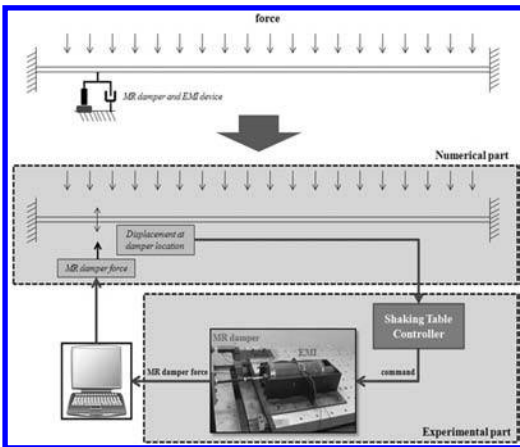 force
MR damper and EMI device
Numerical part
Displacement at
damper location
MR damper force
Shaking Table
Controller
MR damper
EMI
MR damper force
command
Experimental part